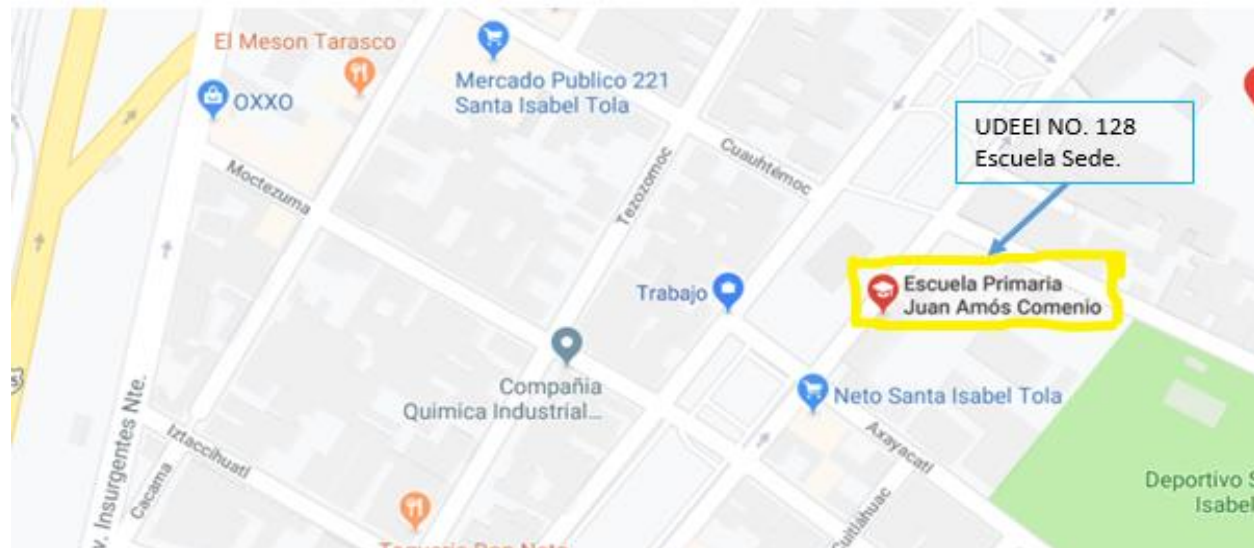 El Meson Tarasco
OXXO
Mercado Publico 221
Santa Isabel Tola
UDEEI NO. 128
Escuela Sede.
Cuauhtémoc
Moctezuma
Tezozomoc
Escuela Primaria
Juan Amós Comenio
Trabajo
Compañia
Quimica Industrial...
Neto Santa Isabel Tola
Av. Insurgentes Nte.
Iztaccihuatl
Cacama
Axayacatl
Cuitlahuac
Deportivo S
Isabel